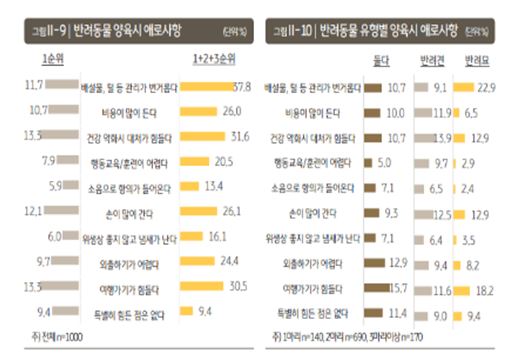 그림 II-9 | 반려동물 양육시 애로사항 (단위:%)
1순위 1+2+3순위
11.7 배설물, 털 등 관리가 번거롭다 37.8
10.7 비용이 많이 든다 26.0
13.3 건강 악화시 대처가 힘들다 31.6
7.9 행동교육/훈련이 어렵다 20.5
5.9 소음으로 항의가 들어온다 13.4
12.1 손이 많이 간다 26.1
6.0 위생상 좋지 않고 냄새가 난다 16.1
9.7 외출하기가 어렵다 24.4
13.3 여행가기가 힘들다 30.5
9.4 특별히 힘든 점은 없다 9.4
주) 전체 n=1000
그림 II-10 | 반려동물 유형별 양육시 애로사항 (단위:%)
둘다 반려견 반려묘
배설물, 털 등 관리가 번거롭다 10.7 9.1 22.9
비용이 많이 든다 10.0 11.9 6.5
건강 악화시 대처가 힘들다 10.7 13.9 12.9
행동교육/훈련이 어렵다 5.0 9.7 2.9
소음으로 항의가 들어온다 7.1 6.5 2.4
손이 많이 간다 9.3 12.5 12.9
위생상 좋지 않고 냄새가 난다 7.1 6.4 3.5
외출하기가 어렵다 12.9 9.4 8.2
여행가기가 힘들다 15.7 11.6 18.2
특별히 힘든 점은 없다 11.4 9.0 9.4
주) 1마리 n=140, 2마리 n=690, 3마리이상 n=170